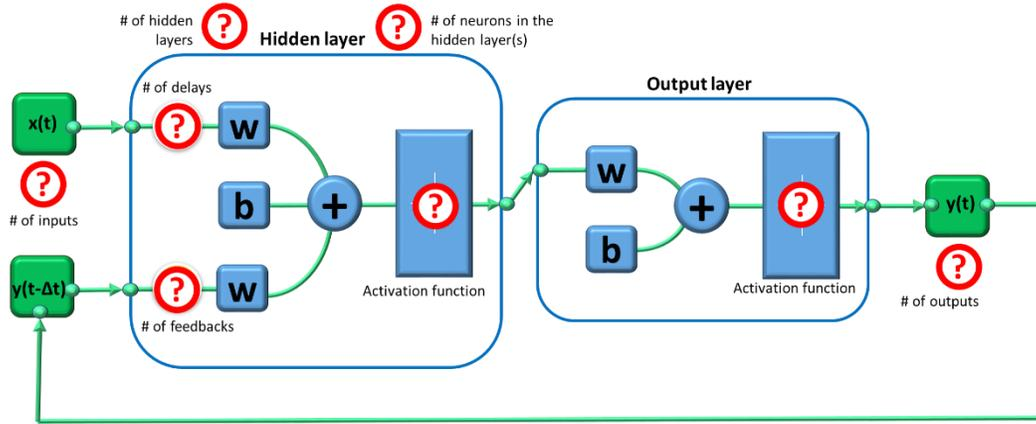 # of hidden
layers
?
Hidden layer
?
# of neurons in the
hidden layer(s)
# of delays
x(t)
?
w
?
# of inputs
b
+
?
Activation function
y(t-Δt)
?
w
# of feedbacks
Output layer
w
b
+
?
Activation function
y(t)
?
# of outputs